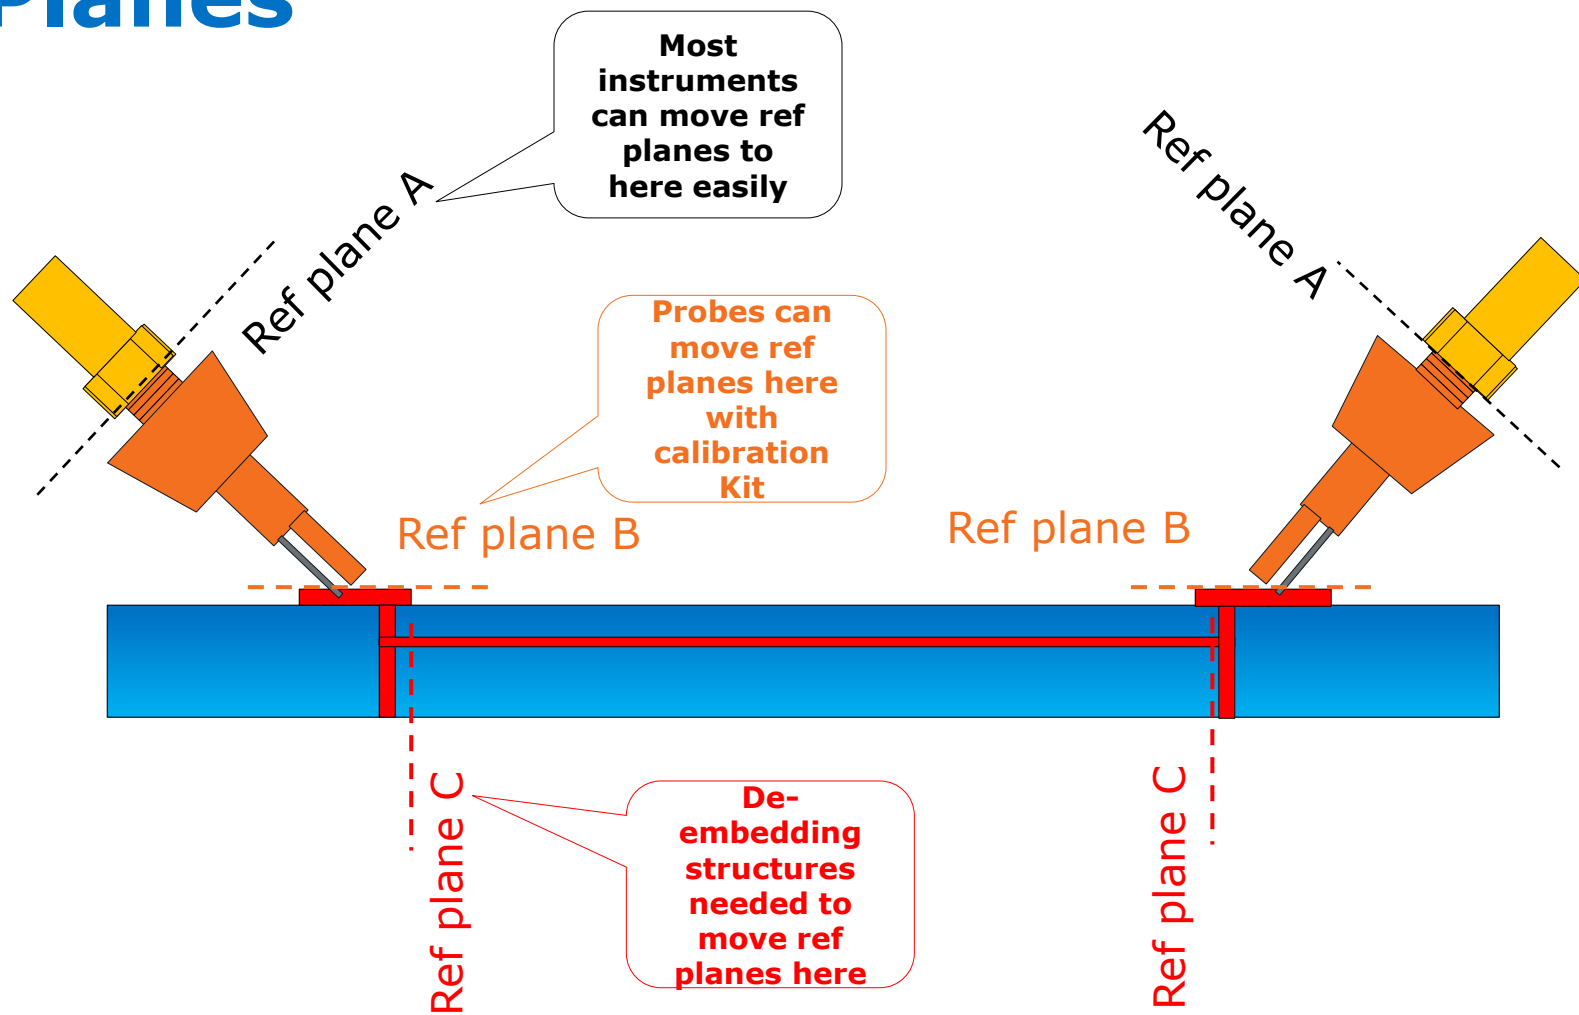 Planes
Most
instruments
can move ref
planes to
here easily
Ref plane A
Ref plane A
Probes can
move ref
planes here
with
calibration
Kit
Ref plane B
Ref plane B
Ref plane C
Ref plane C
De-
embedding
structures
needed to
move ref
planes here